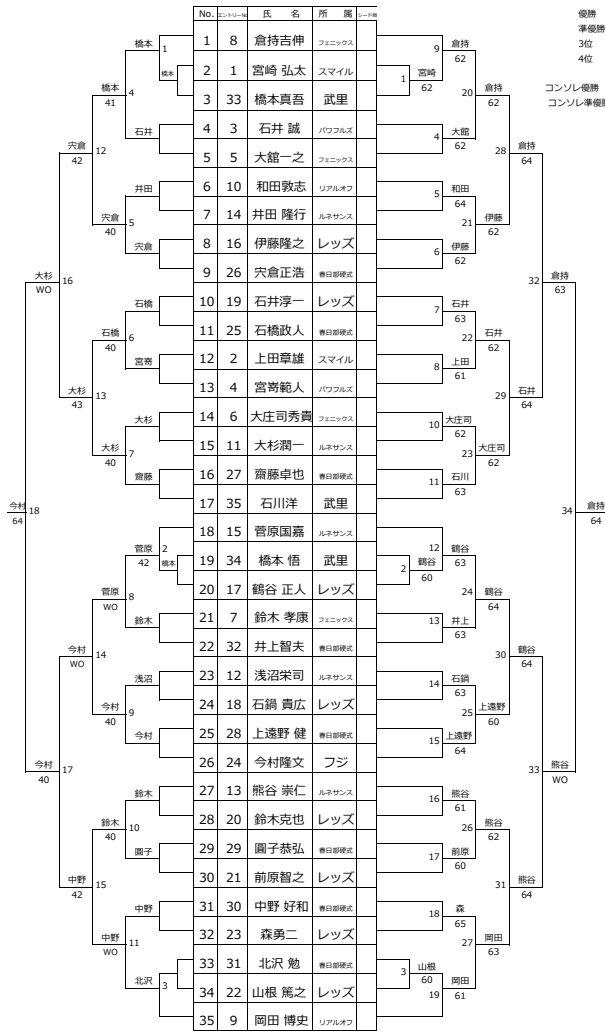 No. エントリーNo 氏 名 所 属 シード順
1 8 倉持吉伸 フェニックス
2 1 宮崎 弘太 スマイル
3 33 橋本真吾 武里
4 3 石井 誠 パワフルズ
5 5 大舘一之 フェニックス
6 10 和田敦志 リアルオフ
7 14 井田 隆行 ルネサンス
8 16 伊藤隆之 レッズ
9 26 宍倉正浩 春日部硬式
10 19 石井淳一 レッズ
11 25 石橋政人 春日部硬式
12 2 上田章雄 スマイル
13 4 宮嵜範人 パワフルズ
14 6 大庄司秀貴 フェニックス
15 11 大杉潤一 ルネサンス
16 27 齋藤卓也 春日部硬式
17 35 石川洋 武里
18 15 菅原国嘉 ルネサンス
19 34 橋本 悟 武里
20 17 鶴谷 正人 レッズ
21 7 鈴木 孝康 フェニックス
22 32 井上智夫 春日部硬式
23 12 浅沼栄司 ルネサンス
24 18 石鍋 貴広 レッズ
25 28 上遠野 健 春日部硬式
26 24 今村隆文 フジ
27 13 熊谷 崇仁 ルネサンス
28 20 鈴木克也 レッズ
29 29 圓子恭弘 春日部硬式
30 21 前原智之 レッズ
31 30 中野 好和 春日部硬式
32 23 森勇二 レッズ
33 31 北沢 勉 春日部硬式
34 22 山根 篤之 レッズ
35 9 岡田 博史 リアルオフ
橋本 1
橋本
橋本 4
41
石井
宍倉 12
42
井田
宍倉 5
40
宍倉
大杉 16
WO
石橋
石橋 6
40
宮嵜
大杉 13
43
大杉
大杉 7
40
齋藤
今村 18
64
菅原 2
42 橋本
菅原 8
WO
鈴木
今村 14
WO
浅沼
今村 9
40
今村
今村 17
40
鈴木
鈴木 10
40
圓子
中野 15
42
中野
中野 11
WO
北沢 3
9 倉持
62
1 宮崎
62
20 倉持
62
4 大館
62
28 倉持
64
5 和田
64
21 伊藤
62
6 伊藤
62
32 倉持
63
7 石井
63
22 石井
62
8 上田
61
29 石井
64
10 大庄司
62
23 大庄司
62
11 石川
63
34 倉持
64
12 鶴谷
63
2 鶴谷
60
24 鶴谷
64
13 井上
63
30 鶴谷
64
14 石鍋
63
25 上遠野
60
15 上遠野
64
33 熊谷
WO
16 熊谷
61
26 熊谷
62
17 前原
60
31 熊谷
64
18 森
65
27 岡田
63
3 山根
60
19 岡田
61
優勝
準優勝
3位
4位
コンソレ優勝
コンソレ準優勝